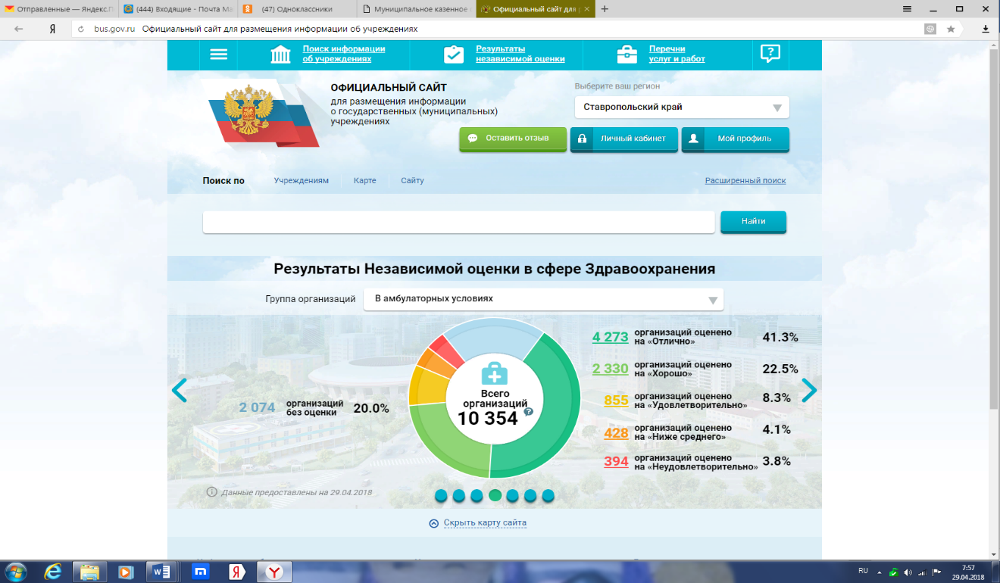 Отправленные — Яндекс.П
(444) Входящие - Почта Ma
(47) Одноклассники
Муниципальное казенное
Официальный сайт для р
bus.gov.ru Официальный сайт для размещения информации об учреждениях
Поиск информации
об учреждениях
Результаты
независимой оценки
Перечни
услуг и работ
ОФИЦИАЛЬНЫЙ САЙТ
для размещения информации
о государственных (муниципальных)
учреждениях
Выберите ваш регион
Ставропольский край
Оставить отзыв
Личный кабинет
Мой профиль
Поиск по
Учреждениям
Карте
Сайту
Расширенный поиск
Найти
Результаты Независимой оценки в сфере Здравоохранения
Группа организаций
В амбулаторных условиях
2 074 организаций
без оценки 20.0%
Всего
организаций
10 354
4 273 организаций оценено
на «Отлично» 41.3%
2 330 организаций оценено
на «Хорошо» 22.5%
855 организаций оценено
на «Удовлетворительно» 8.3%
428 организаций оценено
на «Ниже среднего» 4.1%
394 организаций оценено
на «Неудовлетворительно» 3.8%
Данные предоставлены на 29.04.2018
Скрыть карту сайта
RU
7:57
29.04.2018